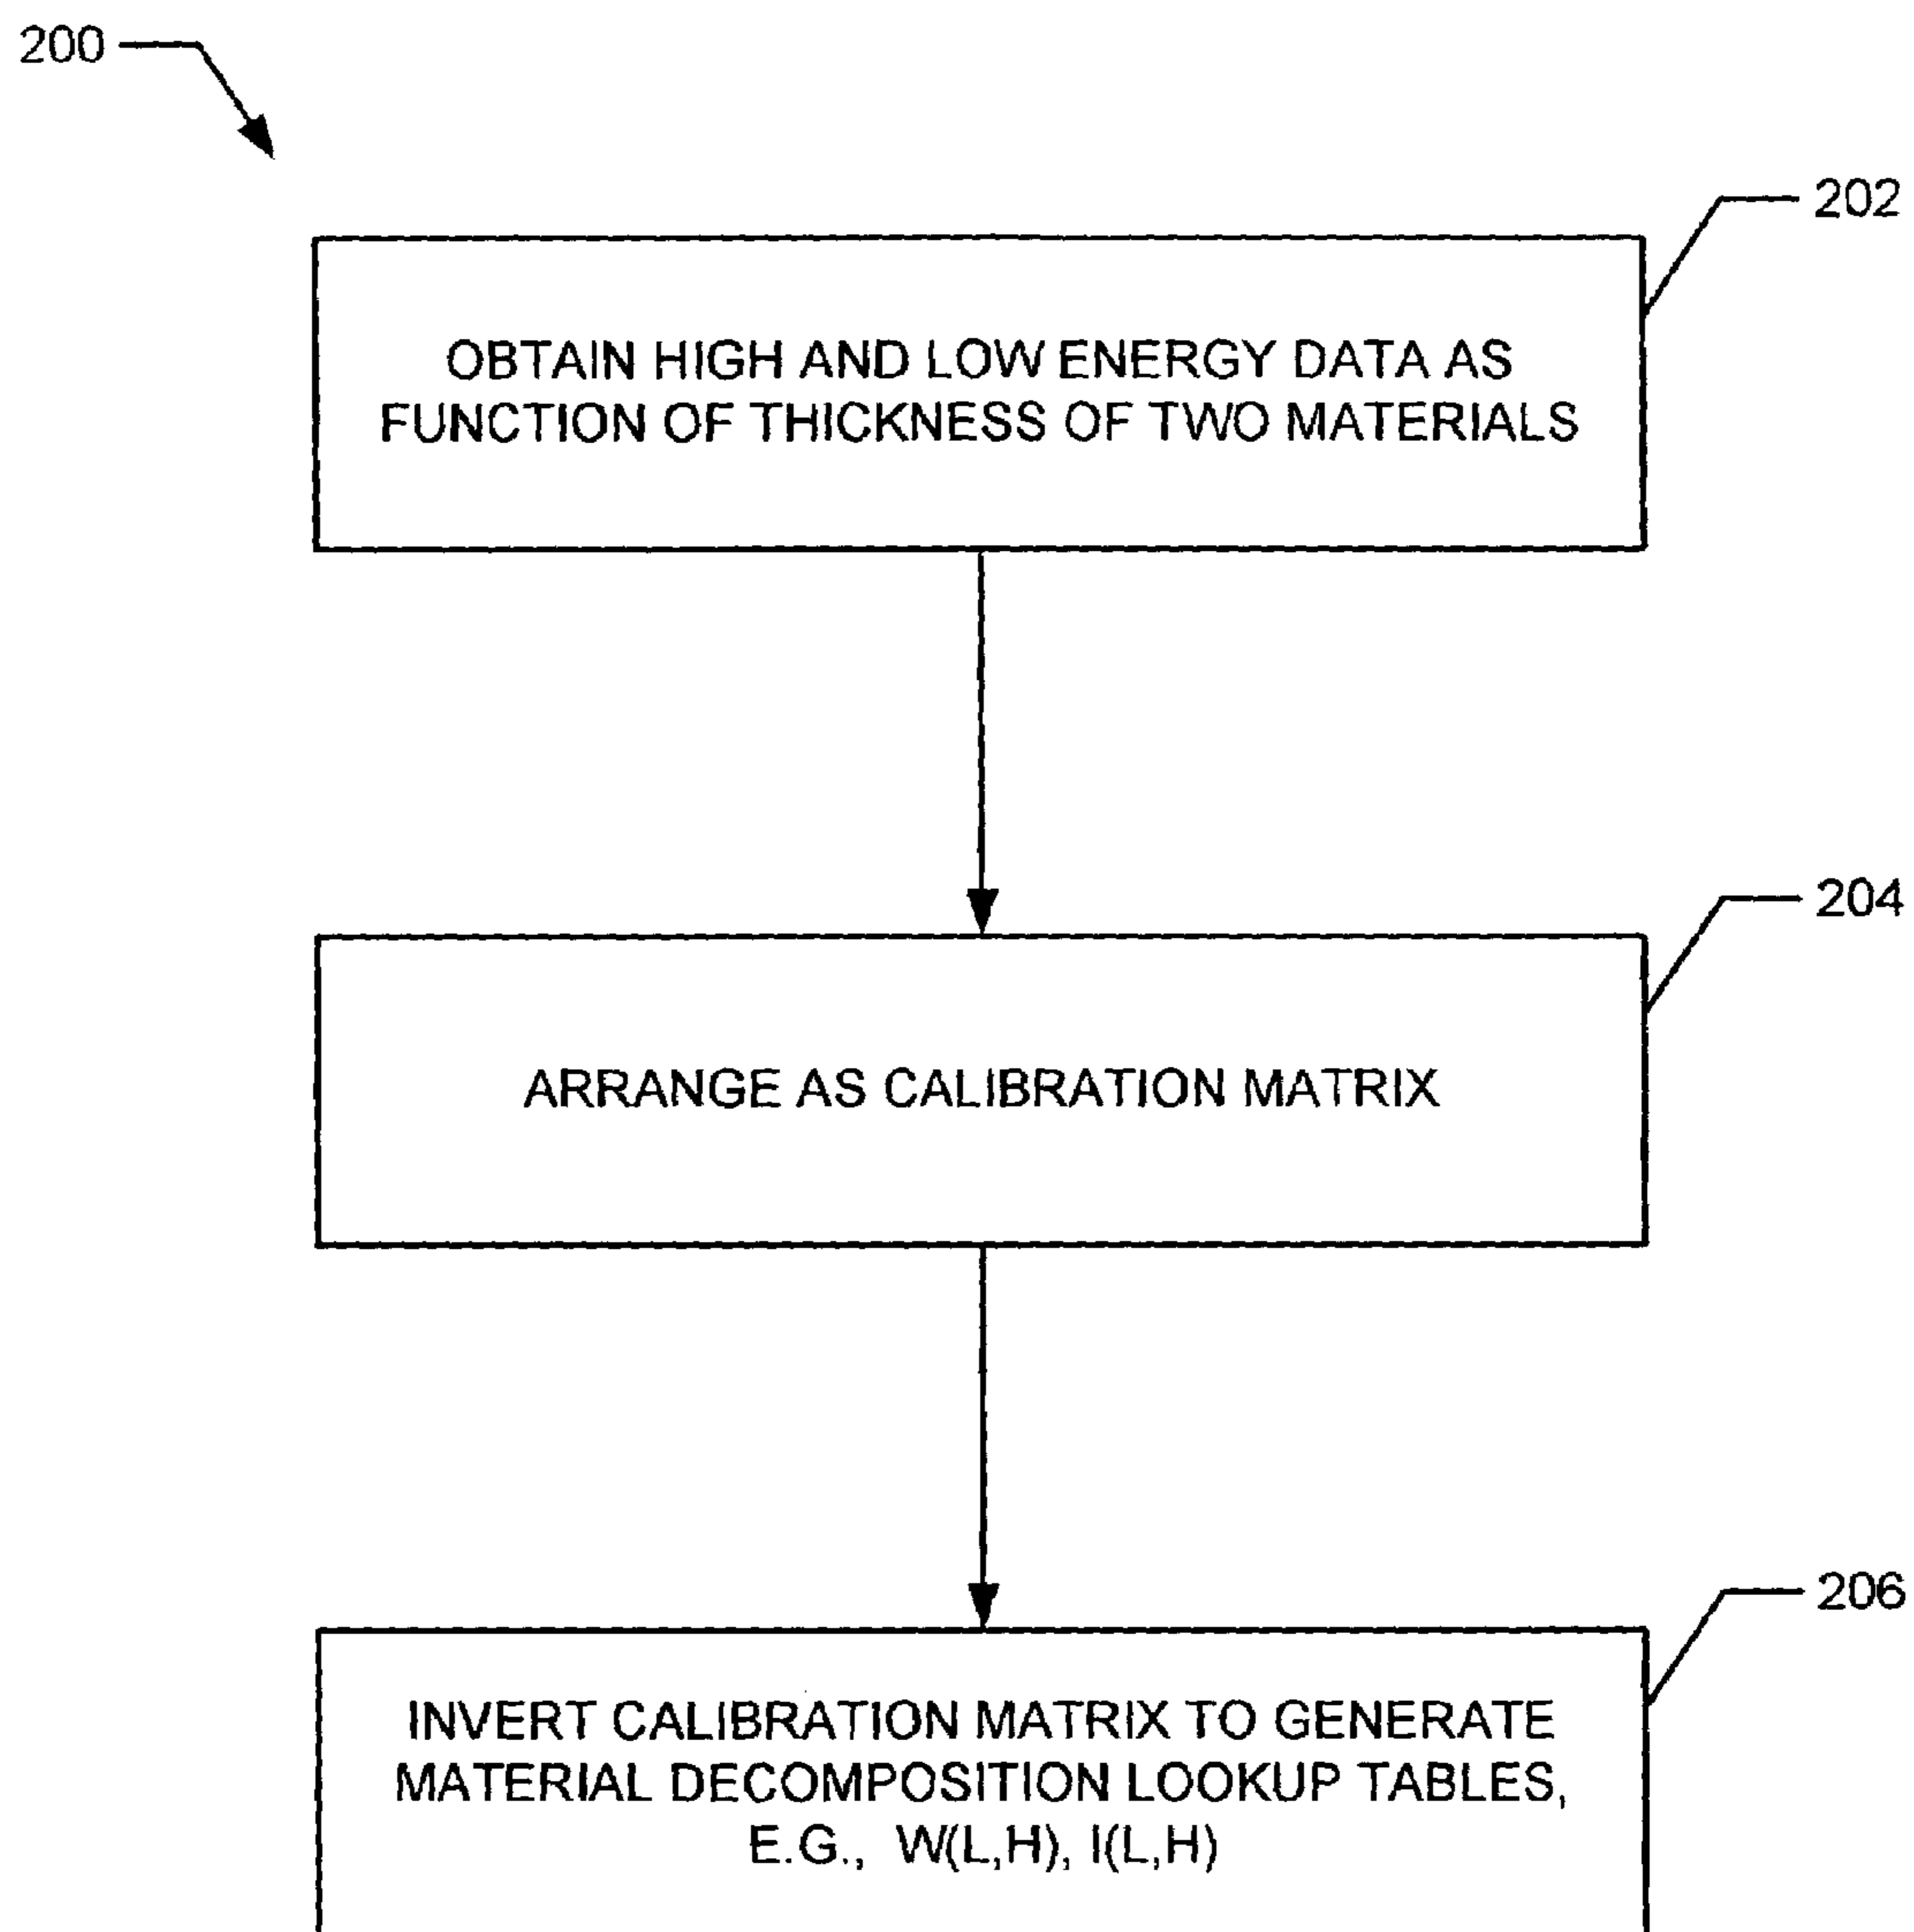 200
202
OBTAIN HIGH AND LOW ENERGY DATA AS
FUNCTION OF THICKNESS OF TWO MATERIALS
204
ARRANGE AS CALIBRATION MATRIX
206
INVERT CALIBRATION MATRIX TO GENERATE
MATERIAL DECOMPOSITION LOOKUP TABLES,
E.G., W(L,H), I(L,H)